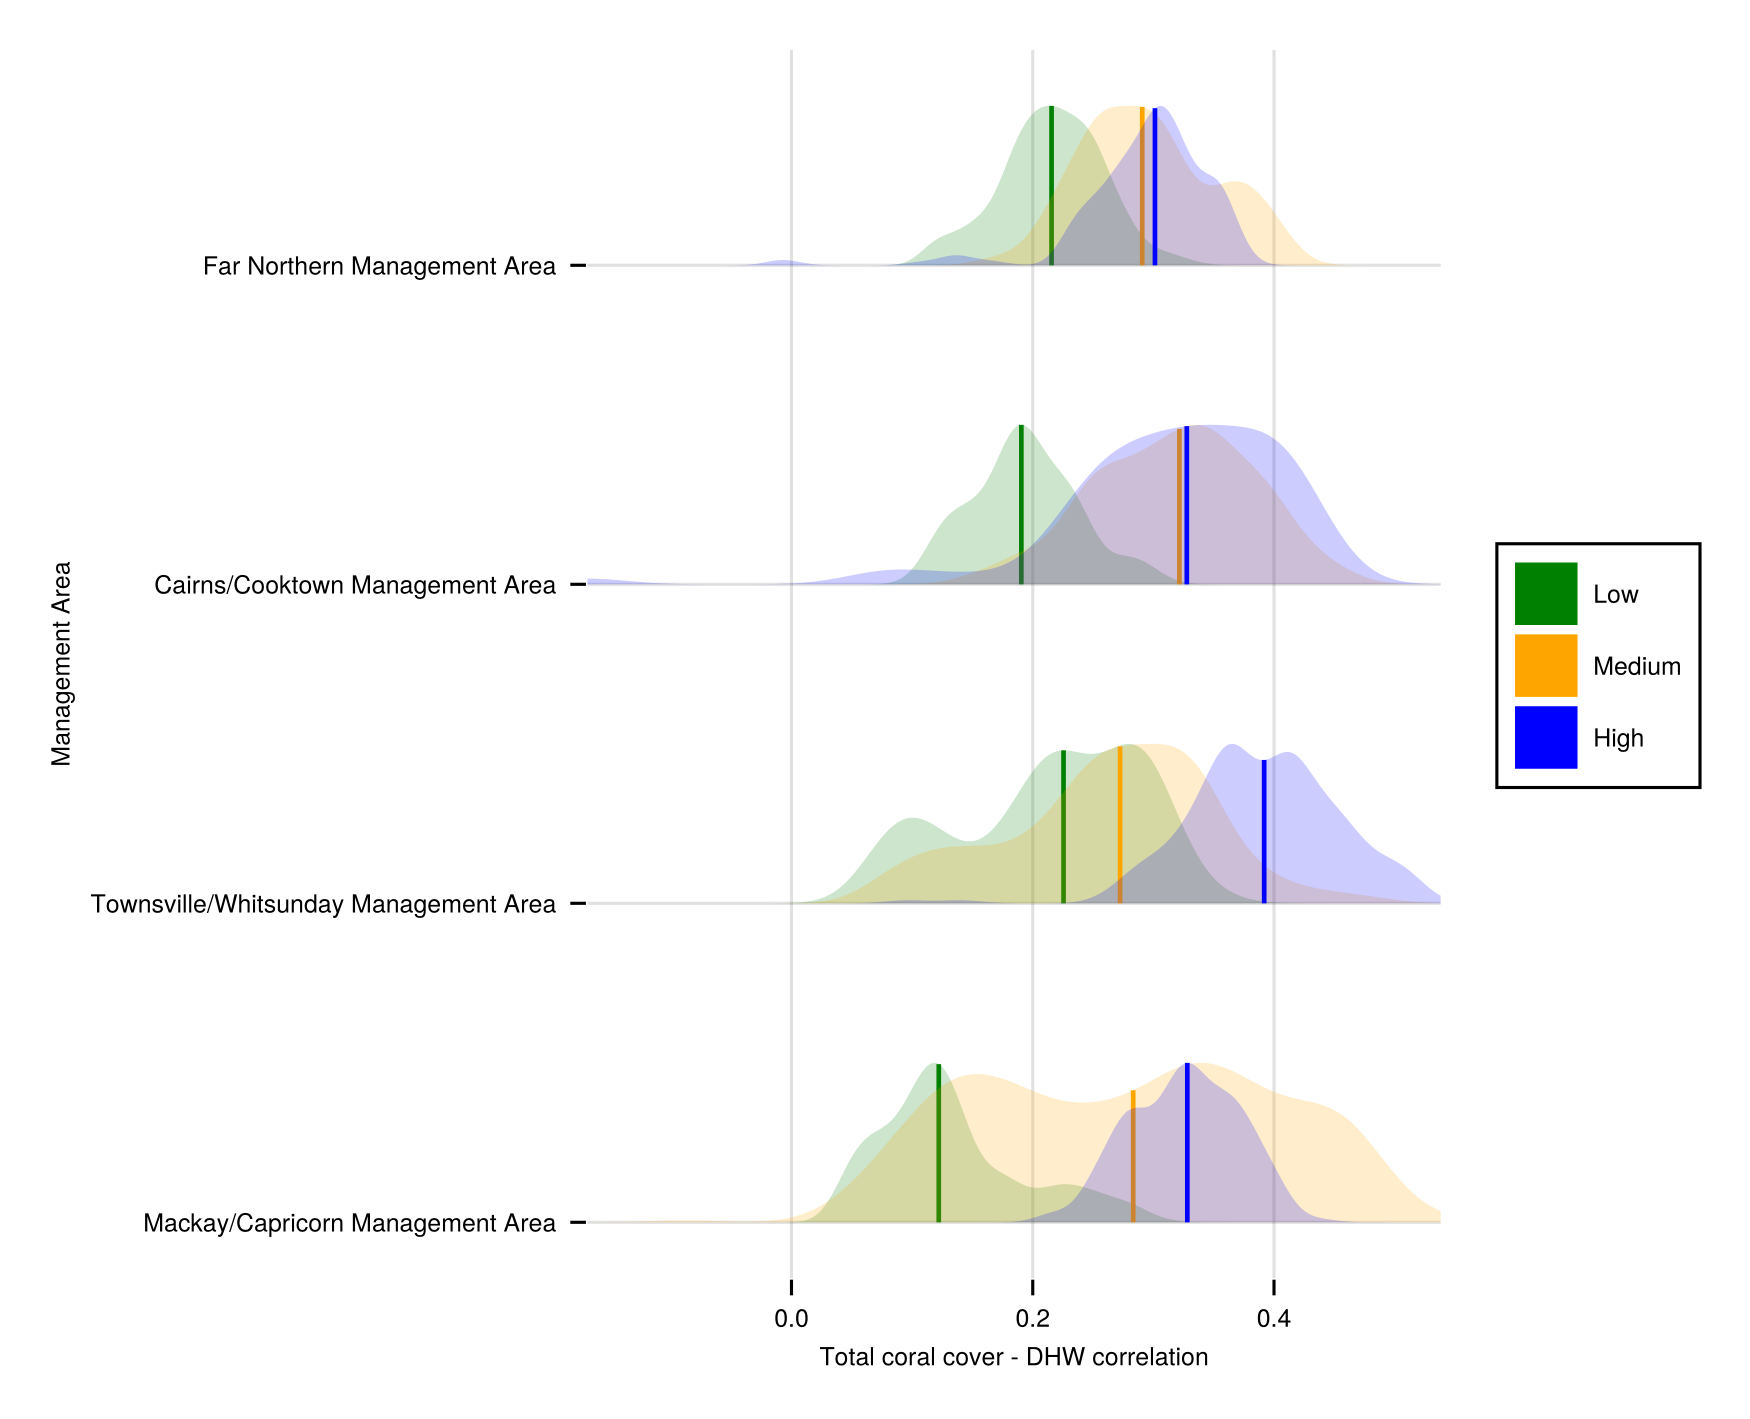 Management Area
Far Northern Management Area
Cairns/Cooktown Management Area
Townsville/Whitsunday Management Area
Mackay/Capricorn Management Area
Low
Medium
High
0.0 0.2 0.4
Total coral cover - DHW correlation